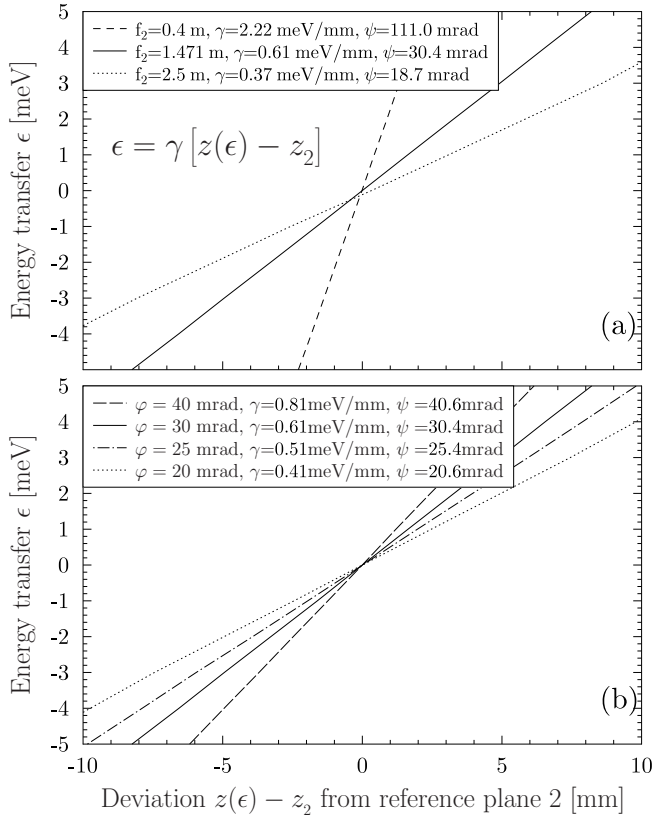 5
4
3
2
1
0
-1
-2
-3
-4
Energy transfer ϵ [meV]
f₂=0.4 m, γ=2.22 meV/mm, ψ=111.0 mrad
f₂=1.471 m, γ=0.61 meV/mm, ψ=30.4 mrad
f₂=2.5 m, γ=0.37 meV/mm, ψ=18.7 mrad
ϵ = γ [z(ϵ) − z₂]
(a)
5
4
3
2
1
0
-1
-2
-3
-4
-5
Energy transfer ϵ [meV]
φ = 40 mrad, γ=0.81meV/mm, ψ =40.6mrad
φ = 30 mrad, γ=0.61meV/mm, ψ =30.4mrad
φ = 25 mrad, γ=0.51meV/mm, ψ =25.4mrad
φ = 20 mrad, γ=0.41meV/mm, ψ =20.6mrad
(b)
-10 -5 0 5 10
Deviation z(ϵ) − z₂ from reference plane 2 [mm]